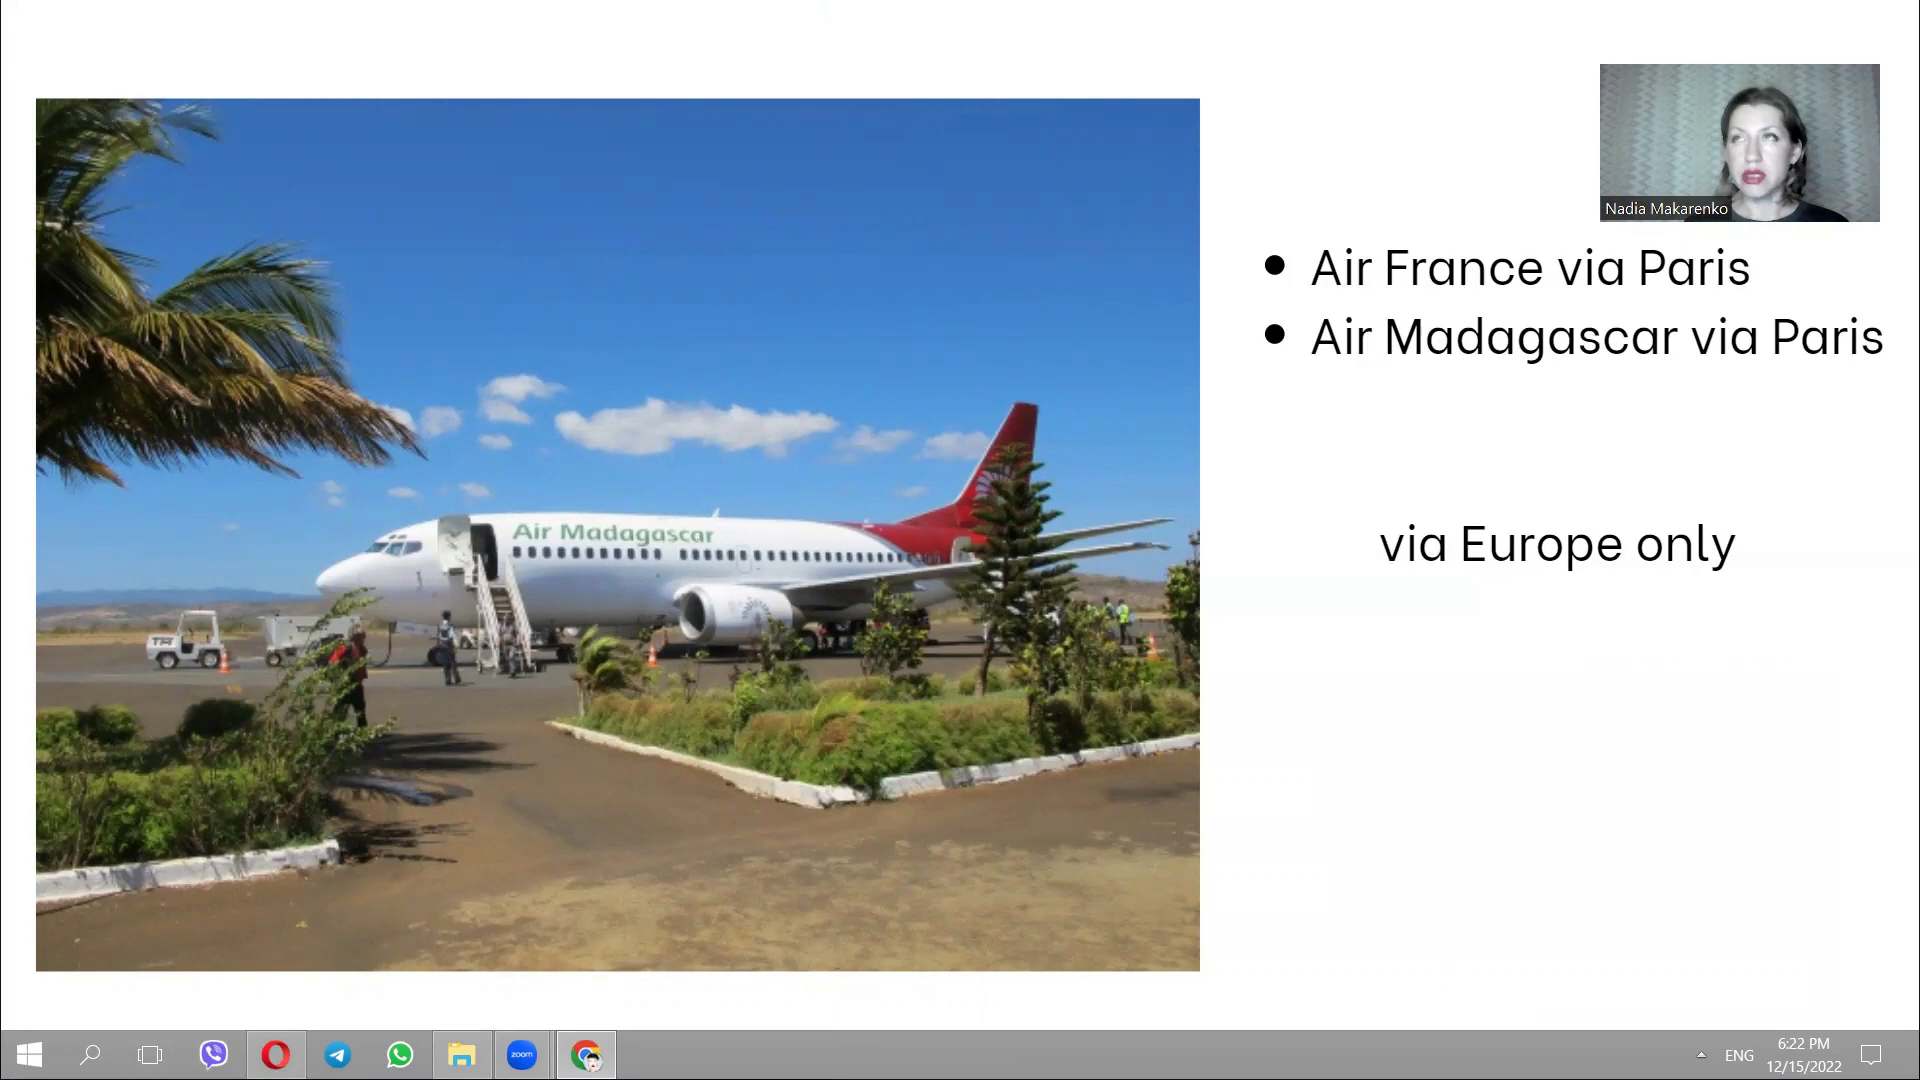 Nadia Makarenko
• Air France via Paris
• Air Madagascar via Paris
via Europe only
Air Madagascar
zoom
ENG
6:22 PM
12/15/2022